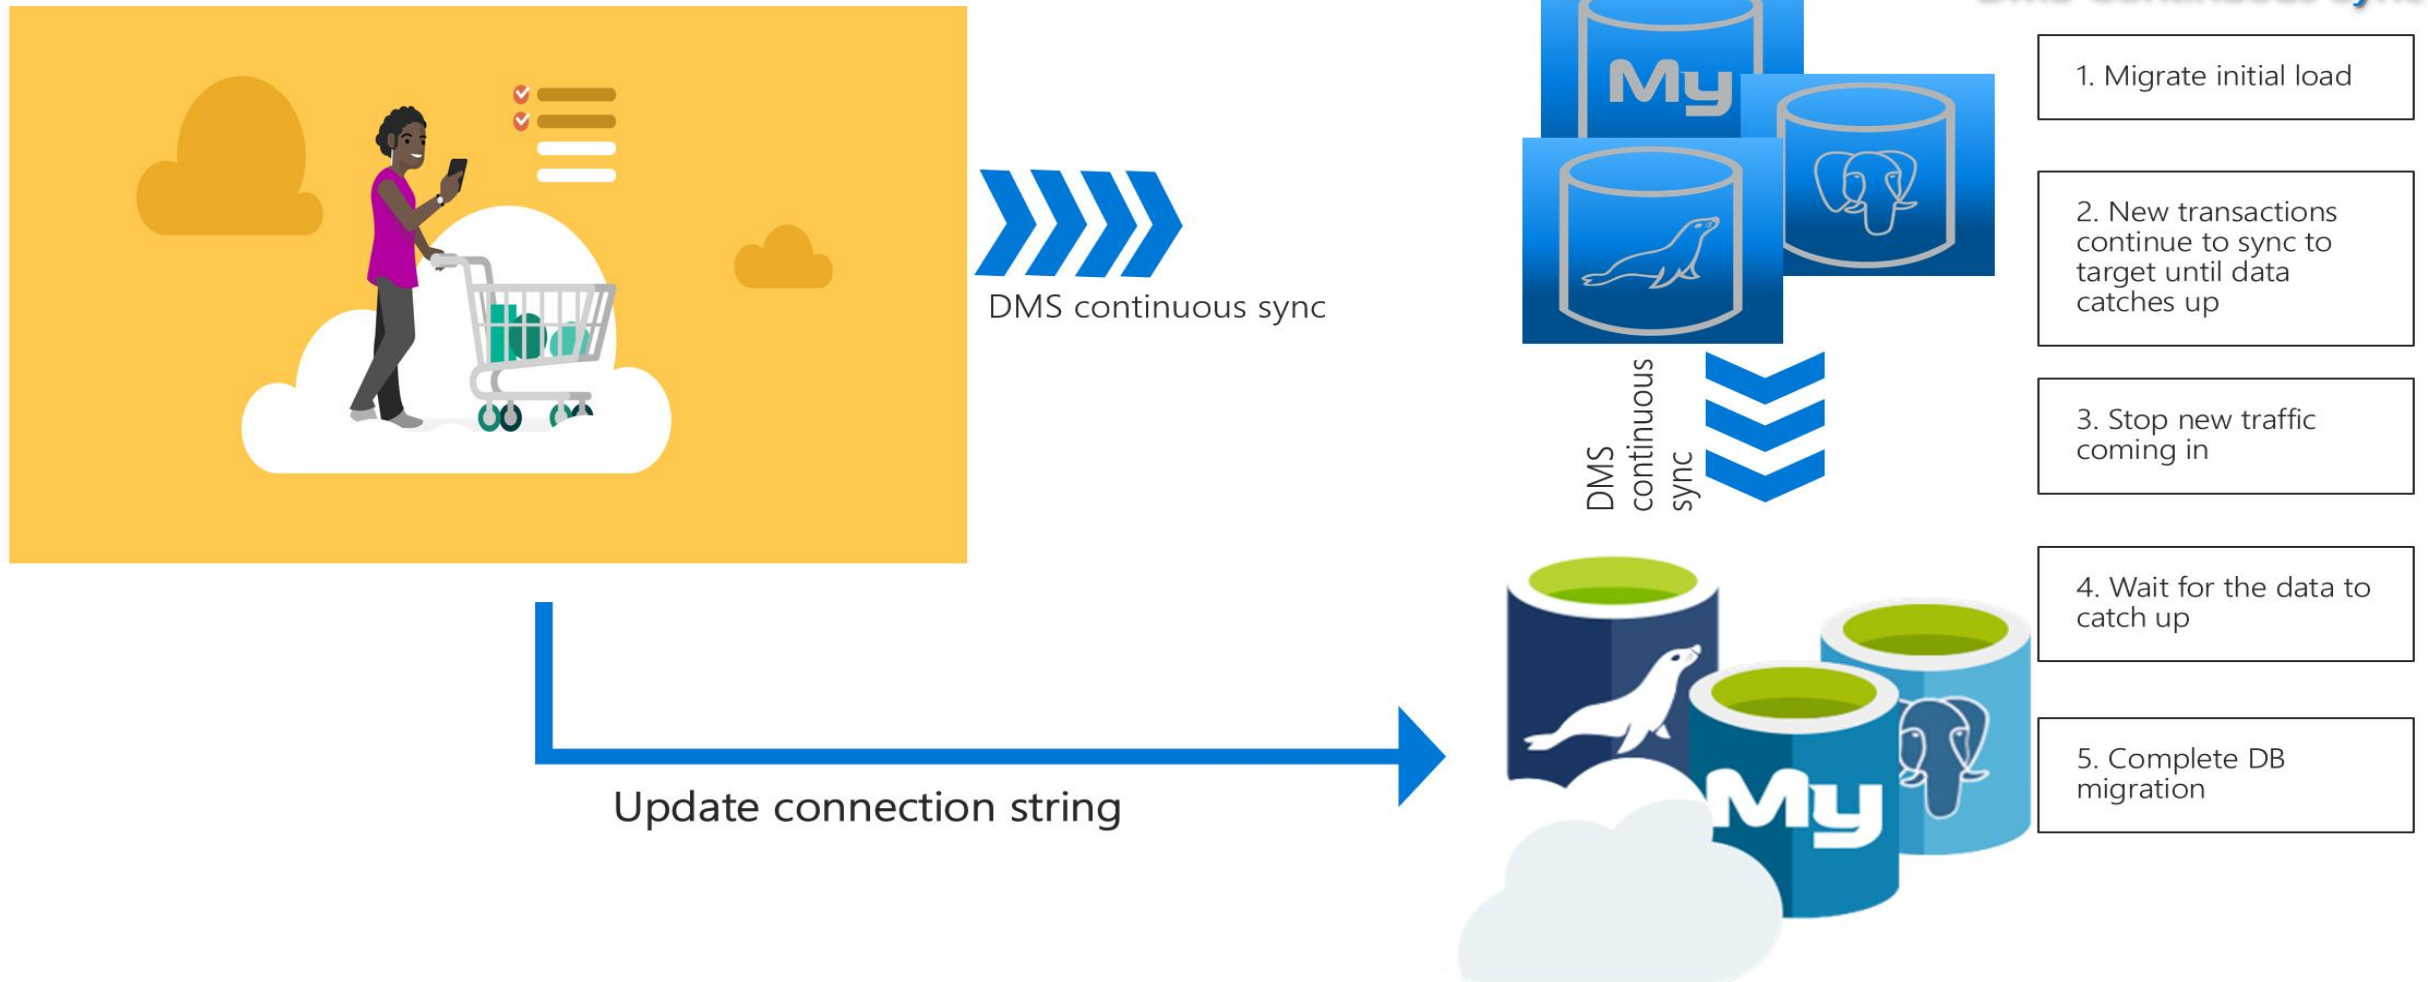 My
1. Migrate initial load
2. New transactions
continue to sync to
target until data
catches up
DMS continuous sync
DMS
continuous
sync
3. Stop new traffic
coming in
4. Wait for the data to
catch up
Update connection string
My
5. Complete DB
migration